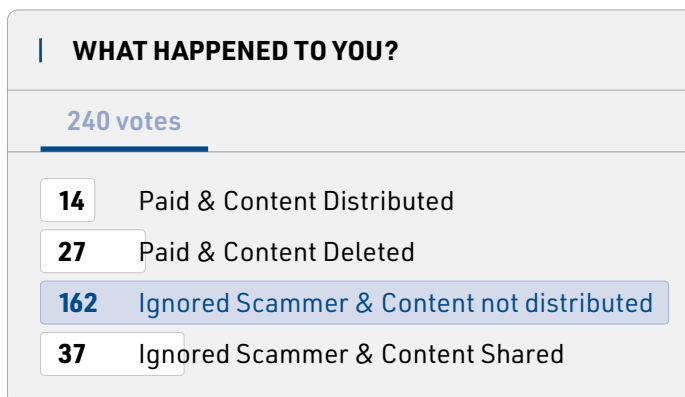 WHAT HAPPENED TO YOU?
240 votes
14 Paid & Content Distributed
27 Paid & Content Deleted
162 Ignored Scammer & Content not distributed
37 Ignored Scammer & Content Shared